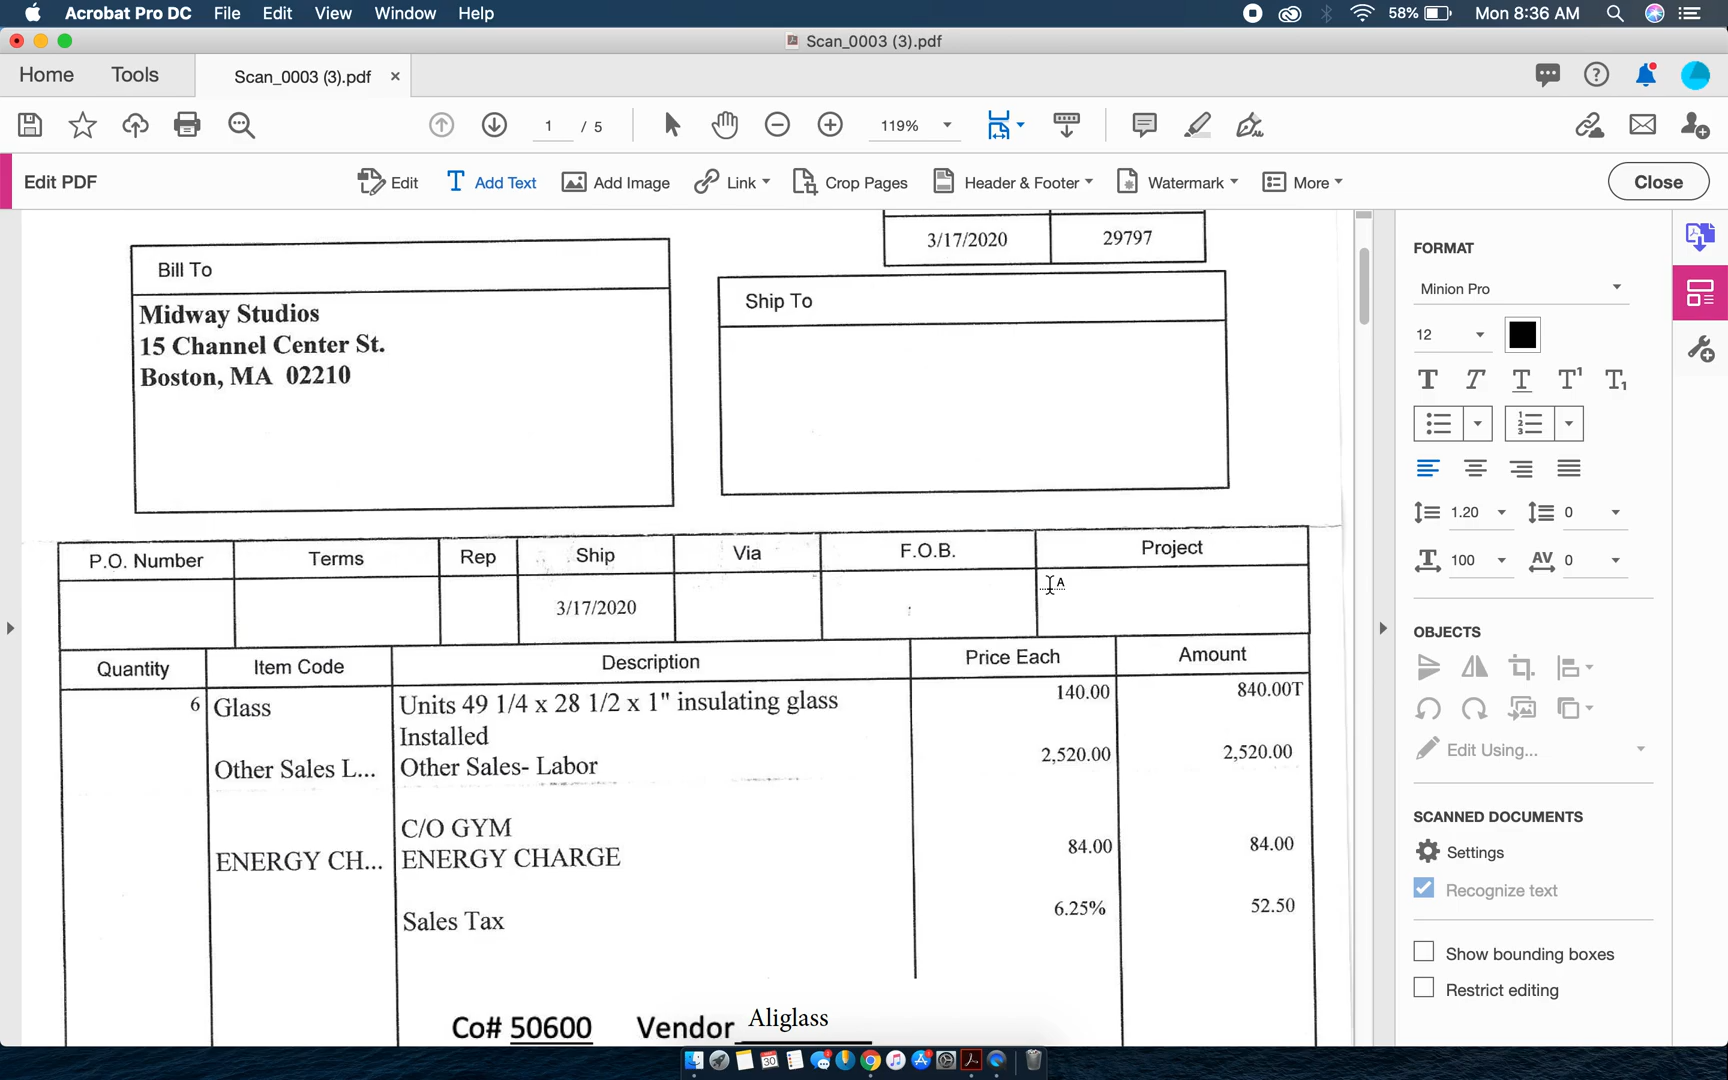 Acrobat Pro DC File Edit View Window Help 58% Mon 8:36 AM
Scan_0003 (3).pdf
Home Tools Scan_0003 (3).pdf ×
1 / 5 119%
Edit PDF Edit Add Text Add Image Link Crop Pages Header & Footer Watermark More Close
3/17/2020 29797
Bill To
Midway Studios
15 Channel Center St.
Boston, MA 02210
Ship To
P.O. Number Terms Rep Ship Via F.O.B. Project
3/17/2020
Quantity Item Code Description Price Each Amount
6 Glass Units 49 1/4 x 28 1/2 x 1" insulating glass 140.00 840.00T
Installed
Other Sales L... Other Sales- Labor 2,520.00 2,520.00
C/O GYM
ENERGY CH... ENERGY CHARGE 84.00 84.00
Sales Tax 6.25% 52.50
Co# 50600 Vendor Aliglass
FORMAT
Minion Pro
12
1.20 0
100 AV 0
OBJECTS
Edit Using...
SCANNED DOCUMENTS
Settings
Recognize text
Show bounding boxes
Restrict editing